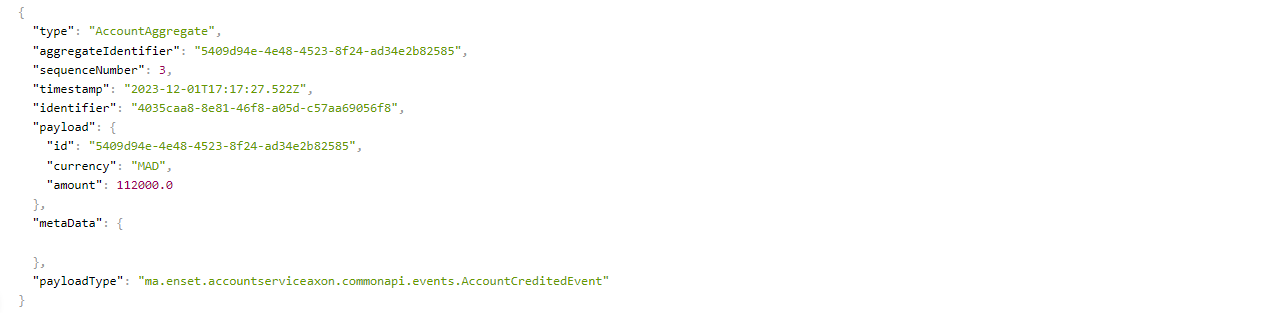 {
"type": "AccountAggregate",
"aggregateIdentifier": "5409d94e-4e48-4523-8f24-ad34e2b82585",
"sequenceNumber": 3,
"timestamp": "2023-12-01T17:17:27.522Z",
"identifier": "4035caa8-8e81-46f8-a05d-c57aa69056f8",
"payload": {
"id": "5409d94e-4e48-4523-8f24-ad34e2b82585",
"currency": "MAD",
"amount": 112000.0
},
"metaData": {
},
"payloadType": "ma.enset.accountserviceaxon.commonapi.events.AccountCreditedEvent"
}